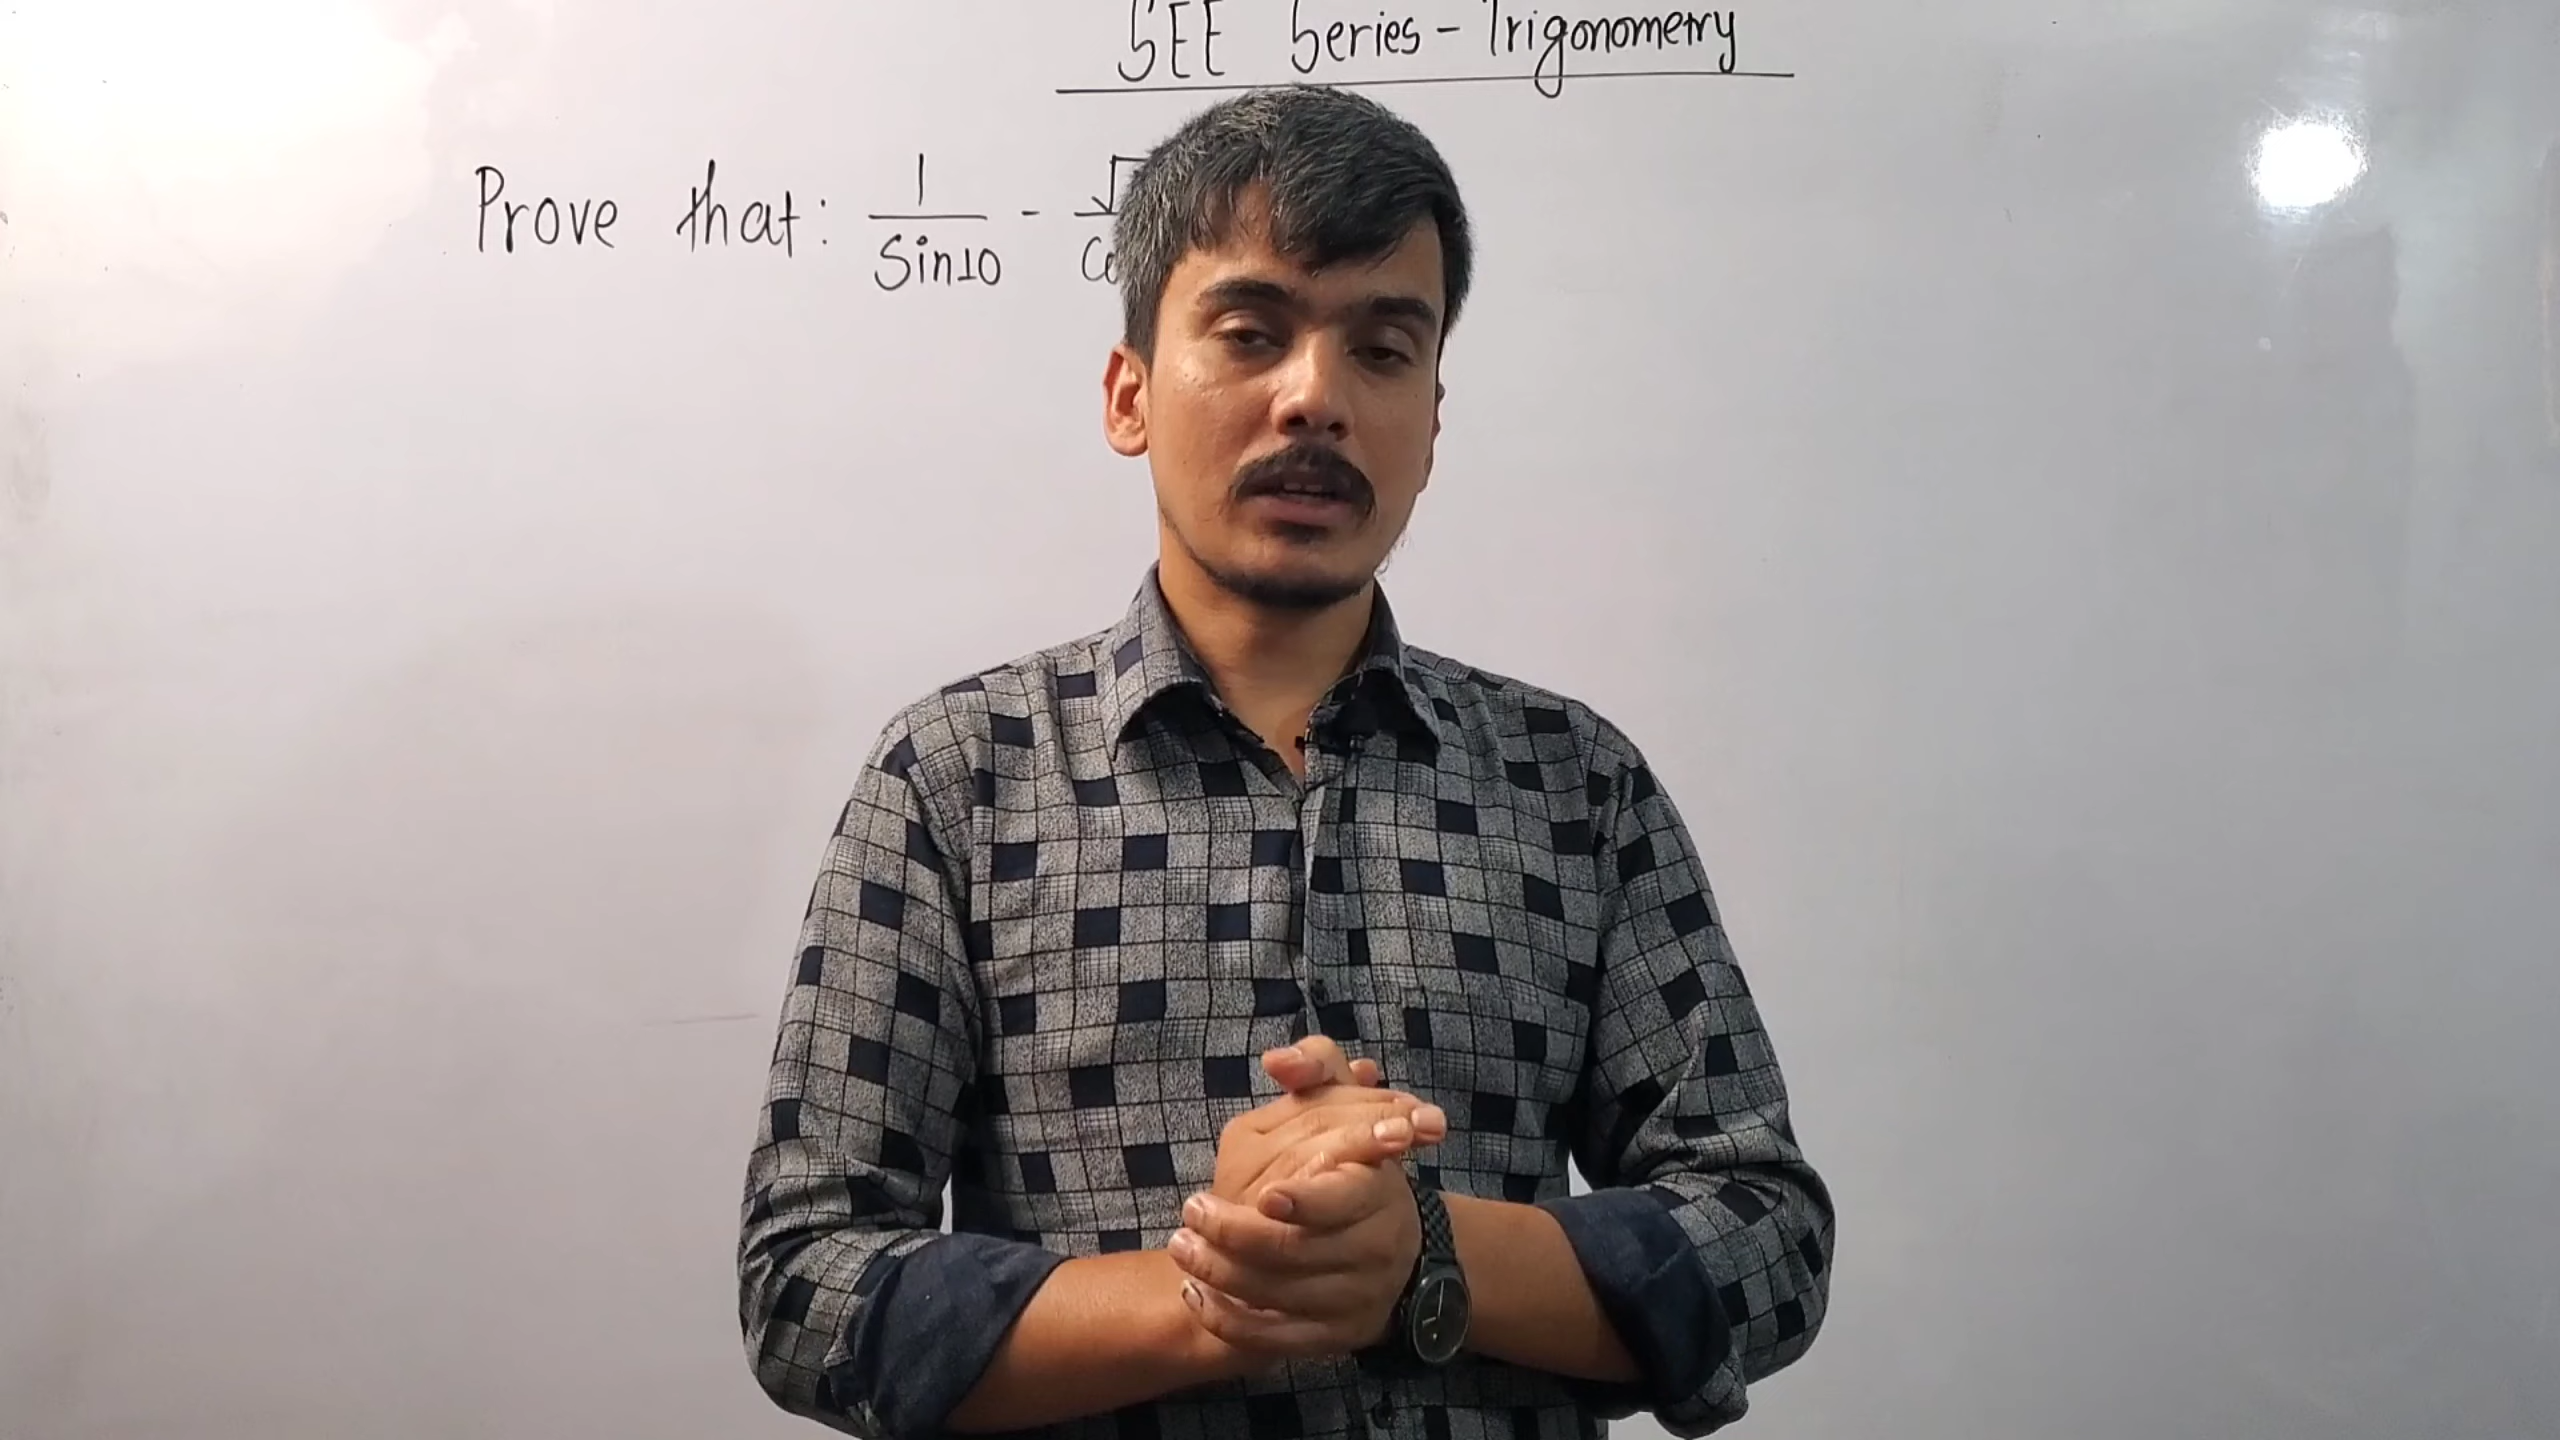 SEE Series - Trigonometry
Prove that: 1/Sin10 - √